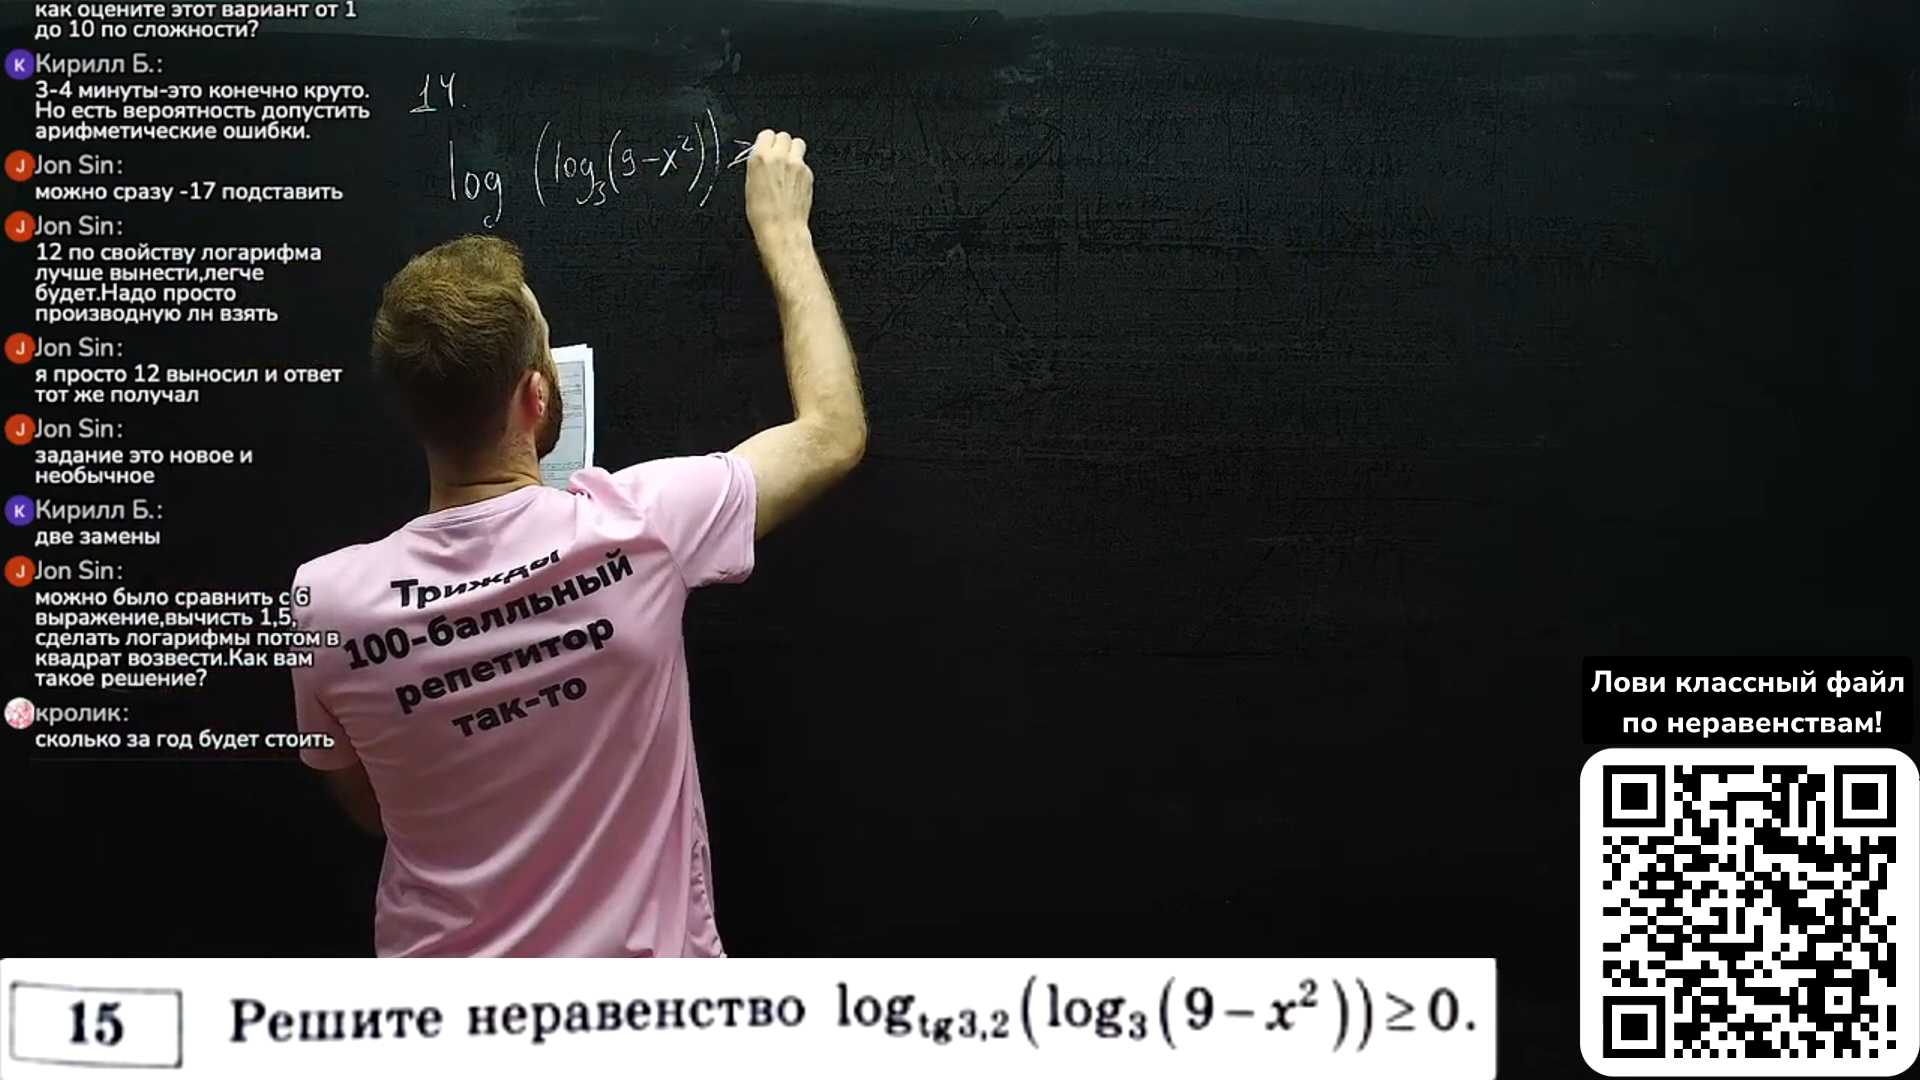 как оцените этот вариант от 1
до 10 по сложности?
К Кирилл Б.:
3-4 минуты-это конечно круто.
Но есть вероятность допустить
арифметические ошибки.
J Jon Sin:
можно сразу -17 подставить
J Jon Sin:
12 по свойству логарифма
лучше вынести,легче
будет.Надо просто
производную лн взять
J Jon Sin:
я просто 12 выносил и ответ
тот же получал
J Jon Sin:
задание это новое и
необычное
К Кирилл Б.:
две замены
J Jon Sin:
можно было сравнить с 6
выражение,вычисть 1,5,
сделать логарифмы потом в
квадрат возвести.Как вам
такое решение?
кролик:
сколько за год будет стоить
14.
log (log₃(9-x²)) ≥
Трижды
100-балльный
репетитор
так-то
Лови классный файл
по неравенствам!
15 Решите неравенство log_tg3,2(log₃(9 − x²)) ≥ 0.